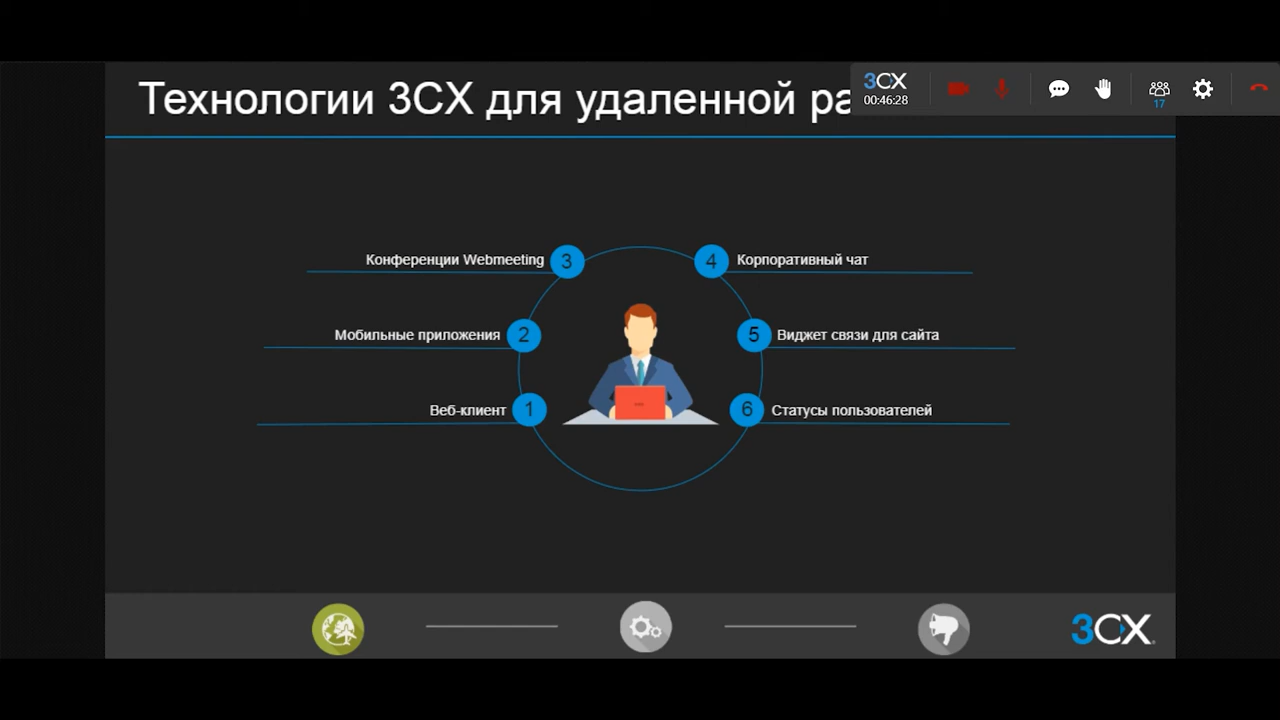 Технологии 3CX для удаленной ра
3CX
00:46:28
17
Конференции Webmeeting 3
4 Корпоративный чат
Мобильные приложения 2
5 Виджет связи для сайта
Веб-клиент 1
6 Статусы пользователей
3CX